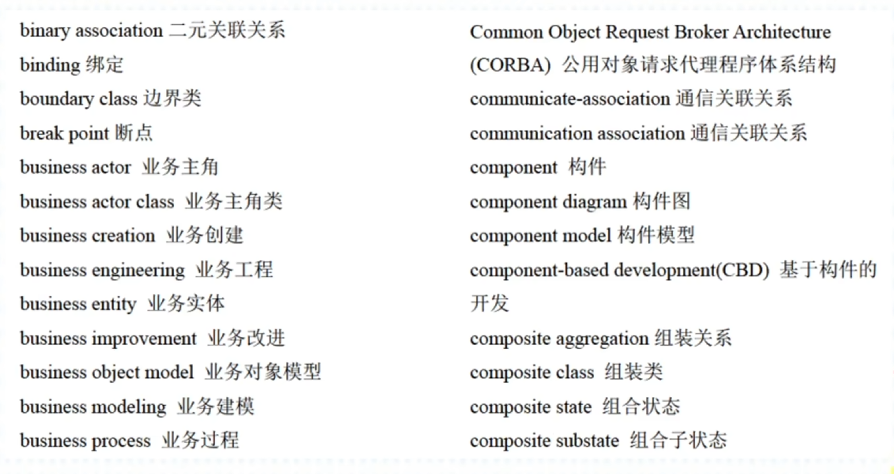 binary association 二元关联关系
binding 绑定
boundary class 边界类
break point 断点
business actor 业务主角
business actor class 业务主角类
business creation 业务创建
business engineering 业务工程
business entity 业务实体
business improvement 业务改进
business object model 业务对象模型
business modeling 业务建模
business process 业务过程
Common Object Request Broker Architecture
(CORBA) 公用对象请求代理程序体系结构
communicate-association 通信关联关系
communication association 通信关联关系
component 构件
component diagram 构件图
component model 构件模型
component-based development(CBD) 基于构件的
开发
composite aggregation 组装关系
composite class 组装类
composite state 组合状态
composite substate 组合子状态